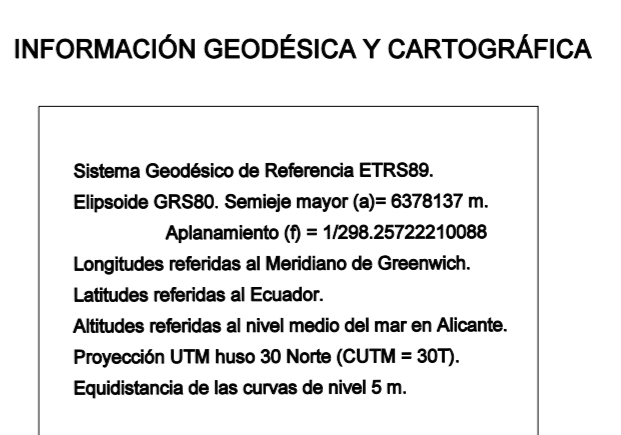 INFORMACIÓN GEODÉSICA Y CARTOGRÁFICA
Sistema Geodésico de Referencia ETRS89.
Elipsoide GRS80. Semieje mayor (a)= 6378137 m.
Aplanamiento (f) = 1/298.25722210088
Longitudes referidas al Meridiano de Greenwich.
Latitudes referidas al Ecuador.
Altitudes referidas al nivel medio del mar en Alicante.
Proyección UTM huso 30 Norte (CUTM = 30T).
Equidistancia de las curvas de nivel 5 m.